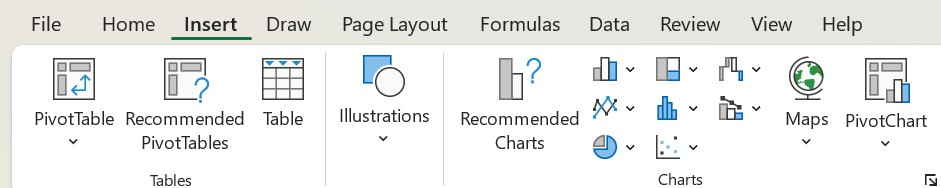 File Home Insert Draw Page Layout Formulas Data Review View Help
PivotTable Recommended PivotTables Table Illustrations Recommended Charts Maps PivotChart
Tables Charts